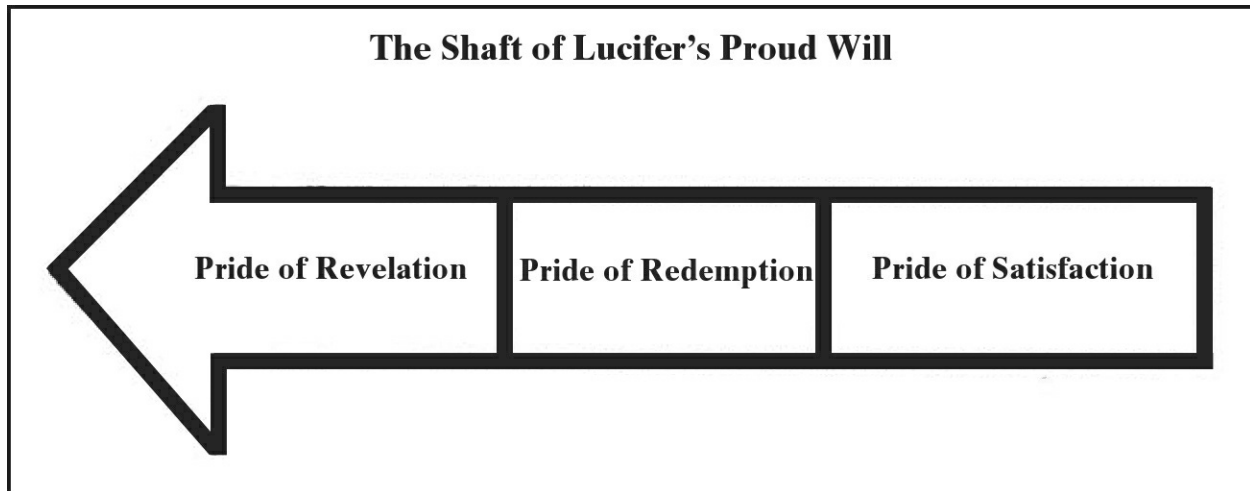 The Shaft of Lucifer’s Proud Will
Pride of Revelation
Pride of Redemption
Pride of Satisfaction